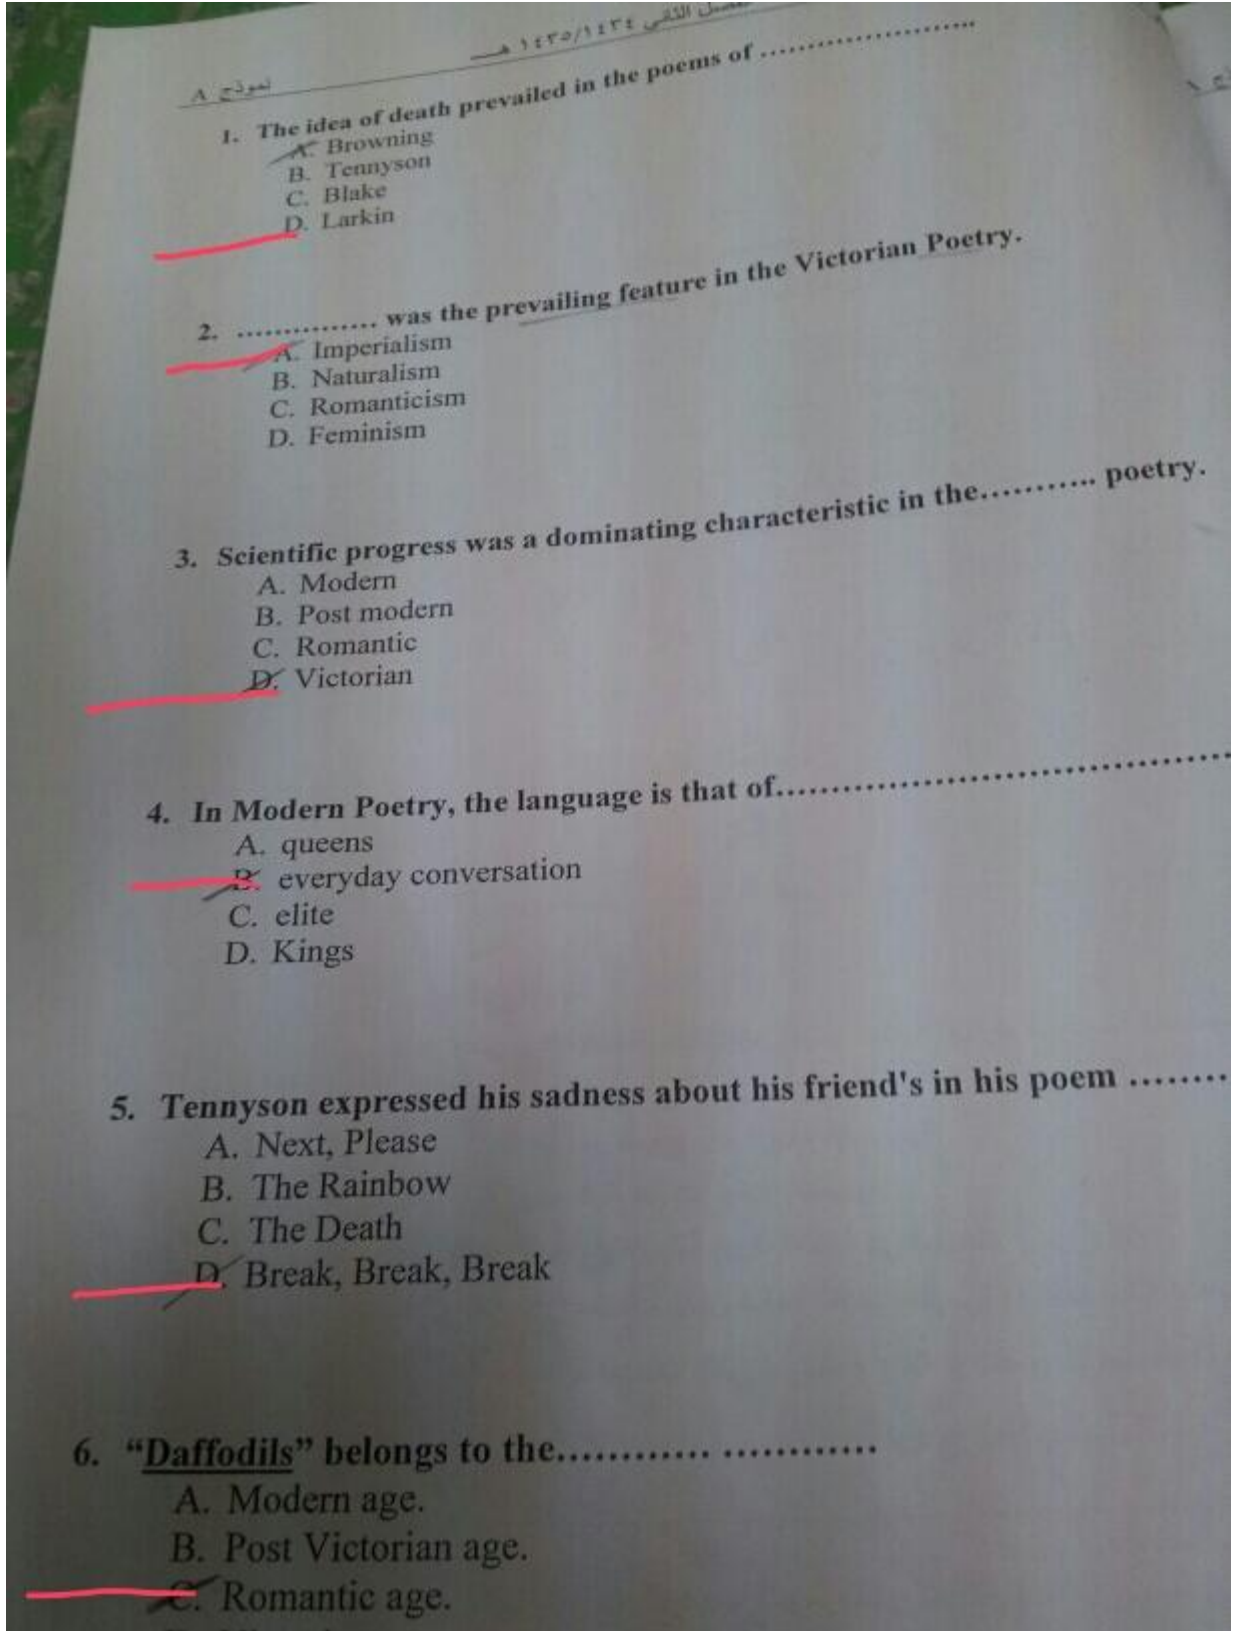 الثاني ١٤٣٥/١٤٣٤ هـ
نموذج A
1. The idea of death prevailed in the poems of ........................
A. Browning
B. Tennyson
C. Blake
D. Larkin
2. ............... was the prevailing feature in the Victorian Poetry.
A. Imperialism
B. Naturalism
C. Romanticism
D. Feminism
3. Scientific progress was a dominating characteristic in the........... poetry.
A. Modern
B. Post modern
C. Romantic
D. Victorian
4. In Modern Poetry, the language is that of..........................................
A. queens
B. everyday conversation
C. elite
D. Kings
5. Tennyson expressed his sadness about his friend's in his poem ........
A. Next, Please
B. The Rainbow
C. The Death
D. Break, Break, Break
6. “Daffodils” belongs to the............ ............
A. Modern age.
B. Post Victorian age.
C. Romantic age.